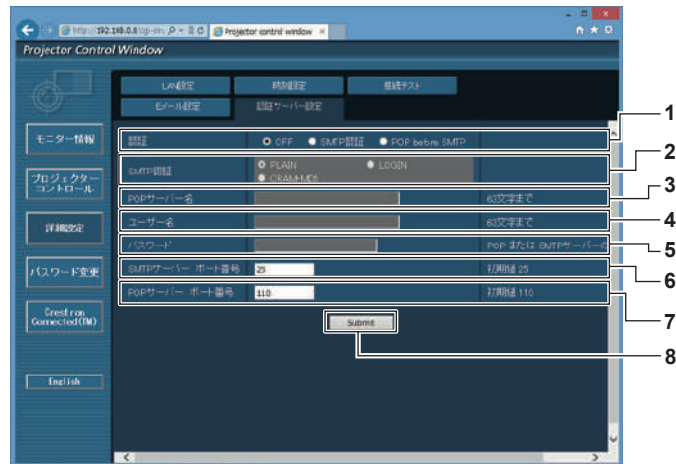 Projector control window
Projector Control Window
LAN設定
時刻設定
接続テスト
Eメール設定
認証サーバー設定
モニター情報
プロジェクター
コントロール
詳細設定
パスワード変更
Crestron
Connected(TM)
English
認証 OFF SMTP認証 POP before SMTP
SMTP認証 PLAIN LOGIN
CRAM-MD5
POPサーバー名 63文字まで
ユーザー名 63文字まで
パスワード POP または SMTPサーバーの
SMTPサーバー ポート番号 25 初期値 25
POPサーバー ポート番号 110 初期値 110
Submit
1
2
3
4
5
6
7
8